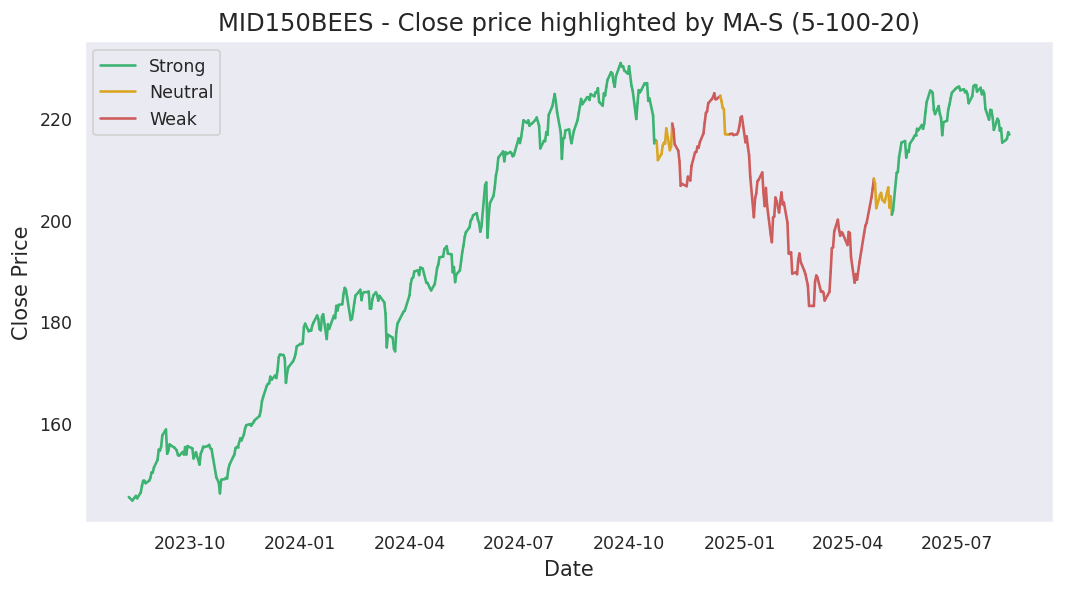 MID150BEES - Close price highlighted by MA-S (5-100-20)
Strong
Neutral
Weak
Close Price
220
200
180
160
2023-10 2024-01 2024-04 2024-07 2024-10 2025-01 2025-04 2025-07
Date